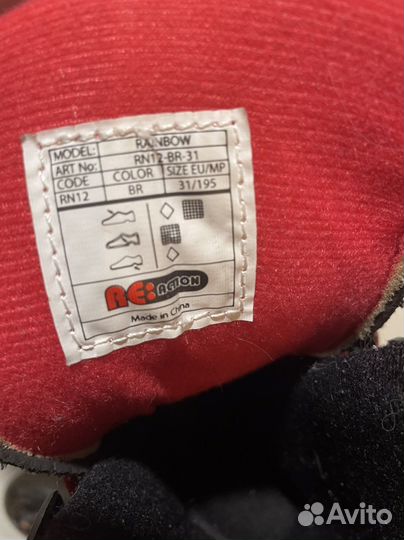 MODEL: RAINBOW
ART No: RN12-BR-31
CODE COLOR SIZE EU/MP
RN12 BR 31/195
RE:ACTION
Made in China
Avito